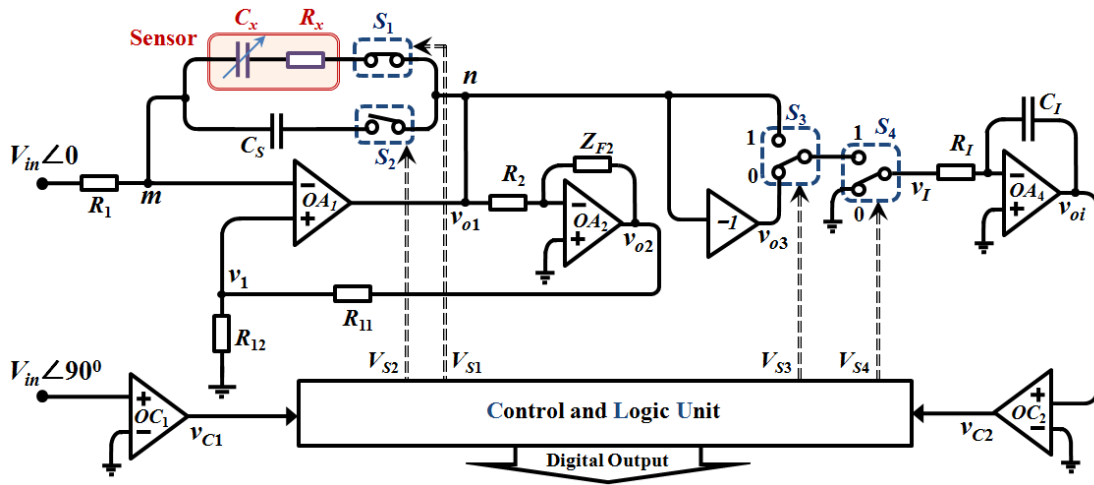 Sensor
Cx
Rx
S1
n
CS
S2
S3
1
0
S4
1
0
CI
RI
Vin∠0
R1
m
OA1
vo1
R2
ZF2
OA2
vo2
−1
vo3
vI
OA4
voi
v1
R11
R12
VS2
VS1
VS3
VS4
Vin∠90⁰
OC1
vC1
Control and Logic Unit
vC2
OC2
Digital Output